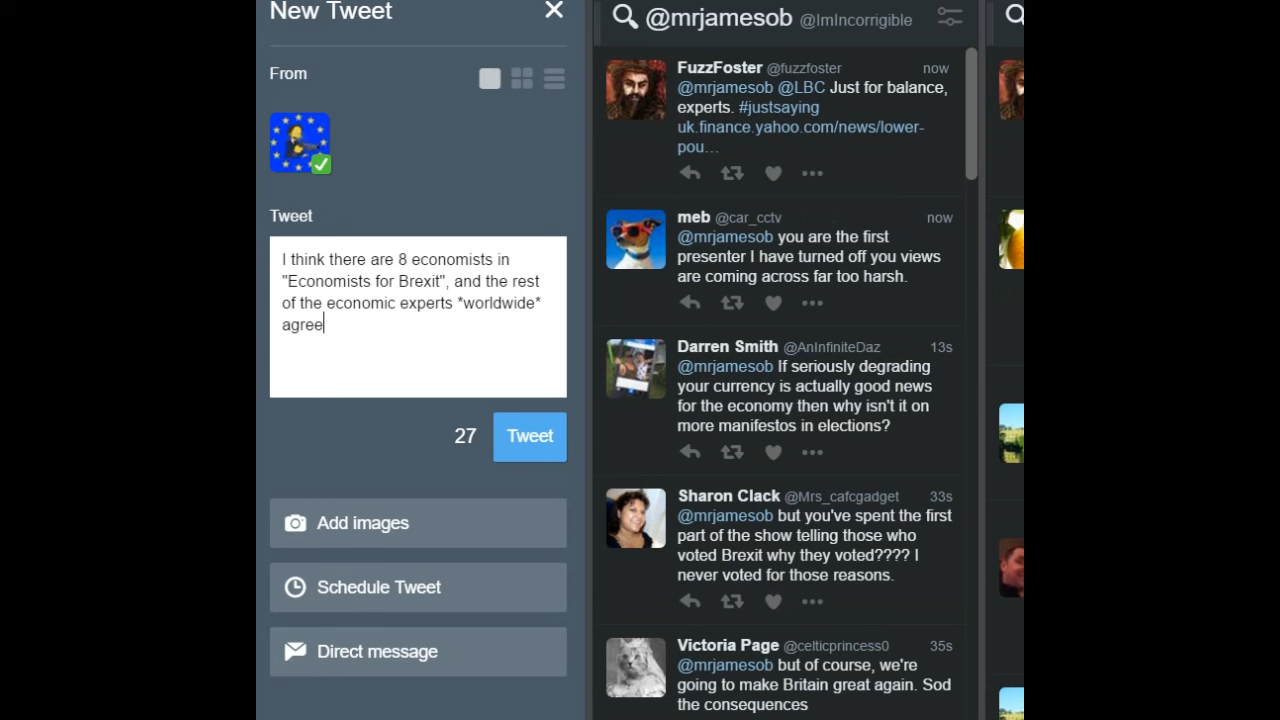 New Tweet
From
Tweet
I think there are 8 economists in
"Economists for Brexit", and the rest
of the economic experts *worldwide*
agree
27 Tweet
Add images
Schedule Tweet
Direct message
@mrjamesob @ImIncorrigible
FuzzFoster @fuzzfoster now
@mrjamesob @LBC Just for balance,
experts. #justsaying
uk.finance.yahoo.com/news/lower-
pou…
meb @car_cctv now
@mrjamesob you are the first
presenter I have turned off you views
are coming across far too harsh.
Darren Smith @AnInfiniteDaz 13s
@mrjamesob If seriously degrading
your currency is actually good news
for the economy then why isn't it on
more manifestos in elections?
Sharon Clack @Mrs_cafcgadget 33s
@mrjamesob but you've spent the first
part of the show telling those who
voted Brexit why they voted???? I
never voted for those reasons.
Victoria Page @celticprincess0 35s
@mrjamesob but of course, we're
going to make Britain great again. Sod
the consequences